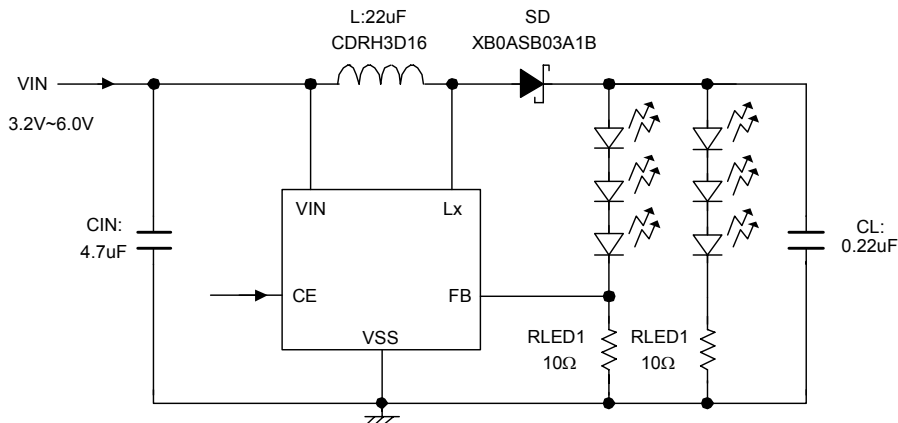 L:22uF
CDRH3D16
SD
XB0ASB03A1B
VIN
3.2V~6.0V
VIN
Lx
CIN:
4.7uF
CL:
0.22uF
CE
FB
VSS
RLED1
10Ω
RLED1
10Ω